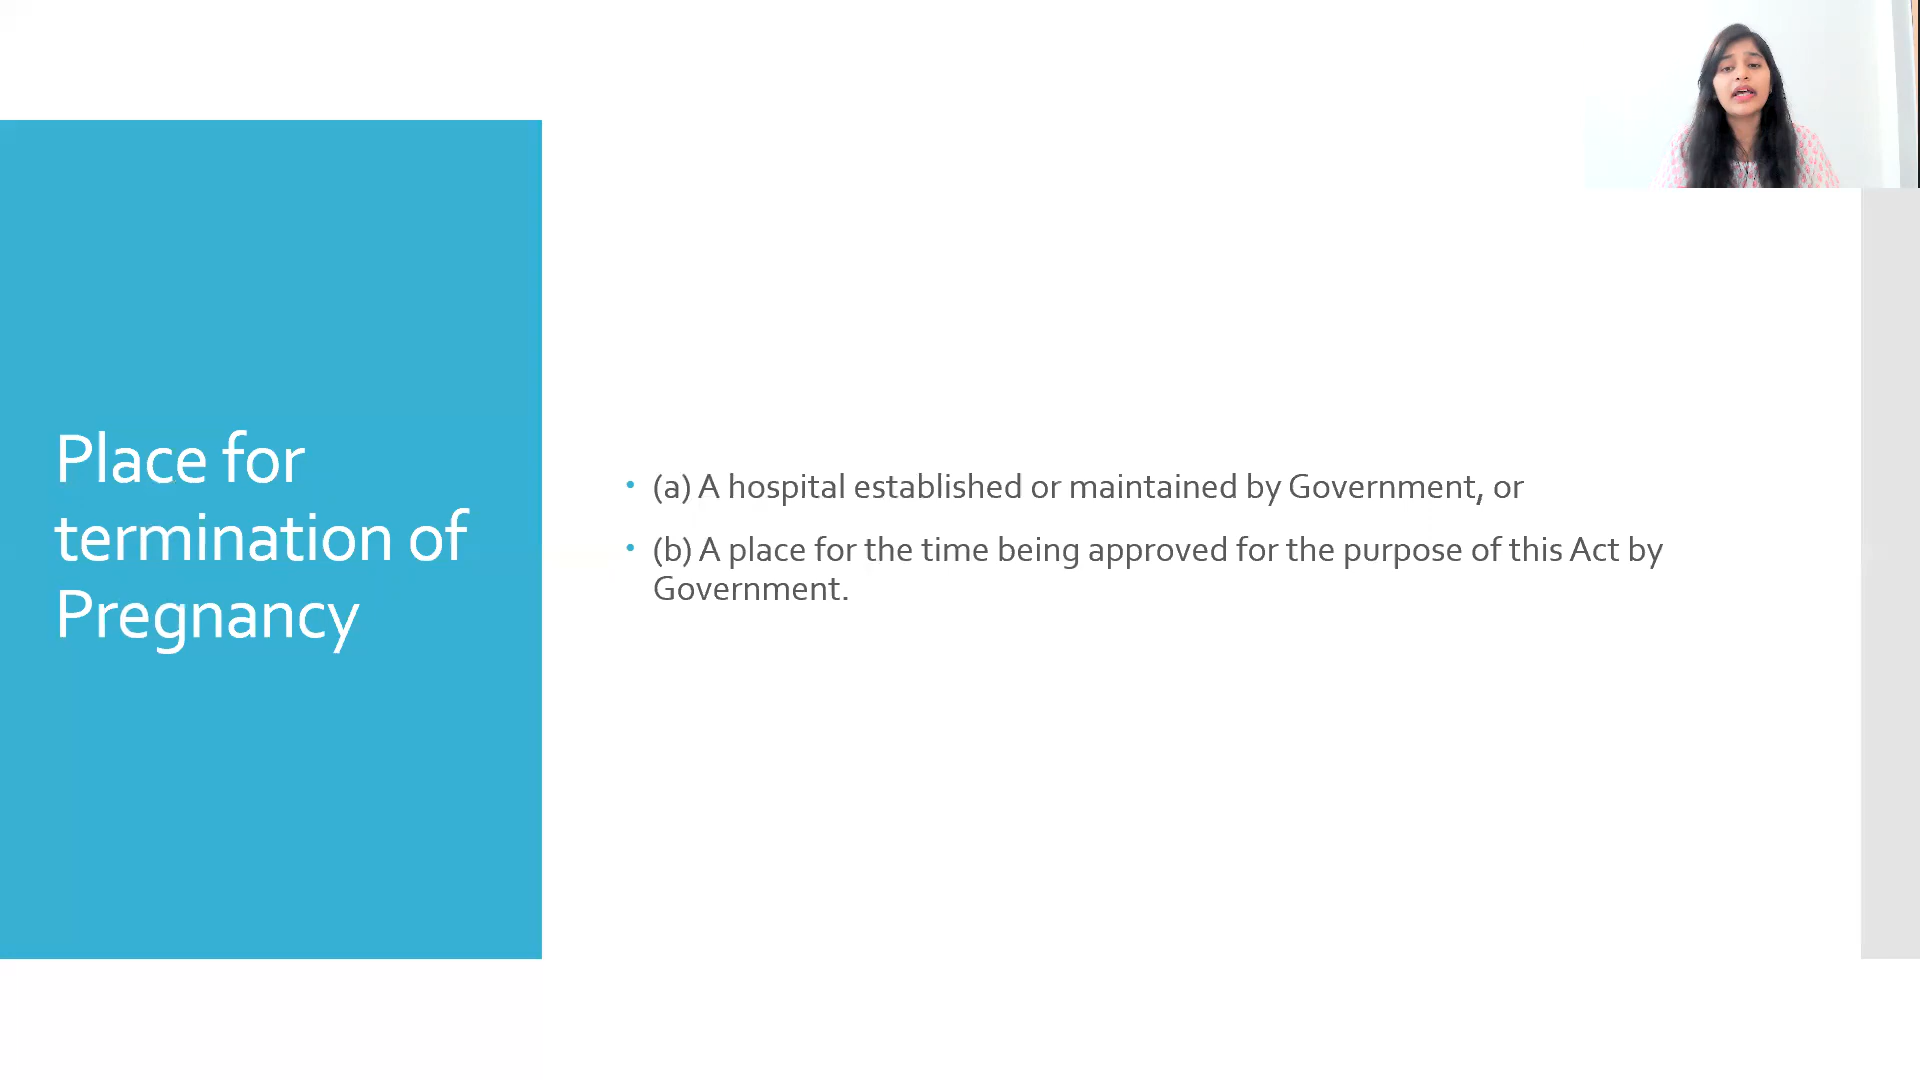 Place for
termination of
Pregnancy
• (a) A hospital established or maintained by Government, or
• (b) A place for the time being approved for the purpose of this Act by
Government.